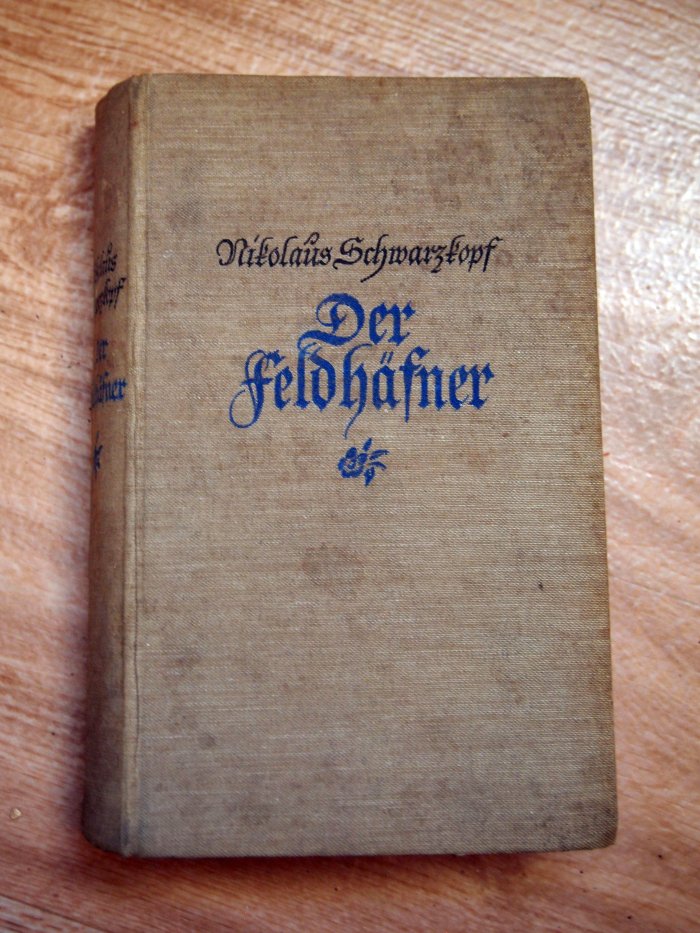 Nikolaus Schwarzkopf
Der
Feldhäfner